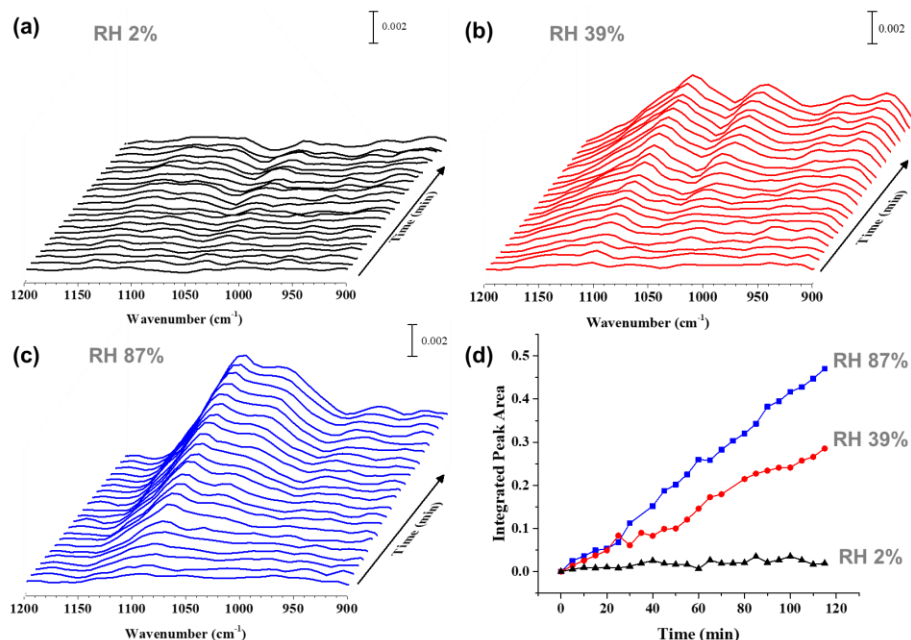 (a)
RH 2%
0.002
Time (min)
1200 1150 1100 1050 1000 950 900
Wavenumber (cm-1)
(b)
RH 39%
0.002
Time (min)
1200 1150 1100 1050 1000 950 900
Wavenumber (cm-1)
(c)
RH 87%
0.002
Time (min)
1200 1150 1100 1050 1000 950 900
Wavenumber (cm-1)
(d)
Integrated Peak Area
0.5
0.4
0.3
0.2
0.1
0.0
RH 87%
RH 39%
RH 2%
0 20 40 60 80 100 120
Time (min)